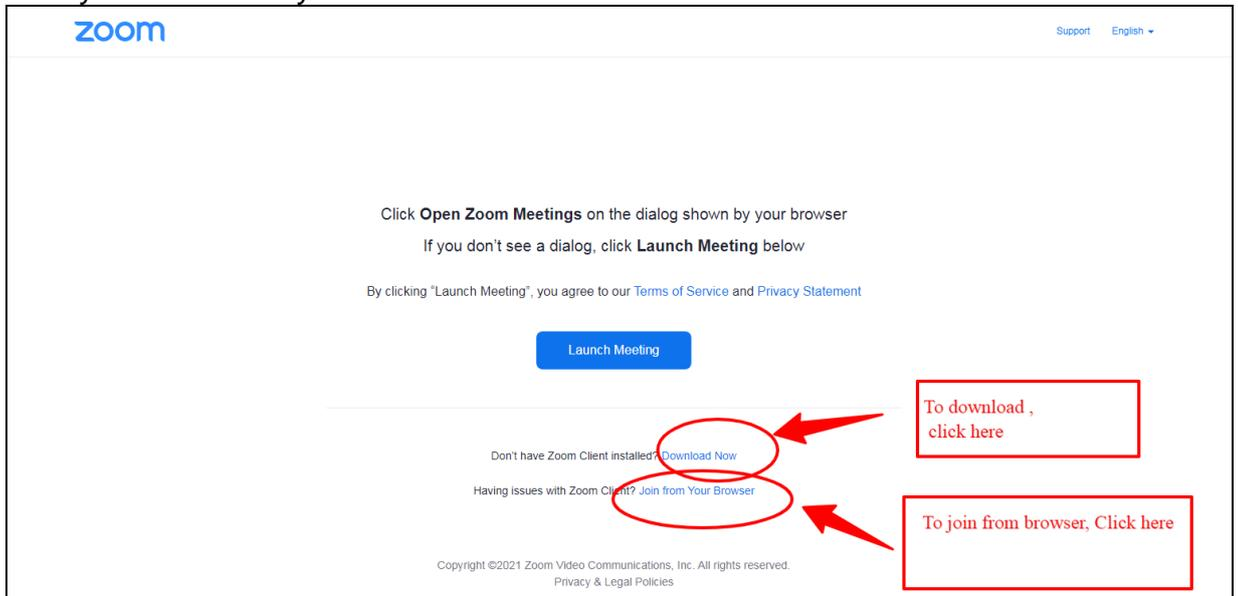 zoom
Support English
Click Open Zoom Meetings on the dialog shown by your browser
If you don't see a dialog, click Launch Meeting below
By clicking “Launch Meeting”, you agree to our Terms of Service and Privacy Statement
Launch Meeting
To download ,
click here
Don't have Zoom Client installed? Download Now
Having issues with Zoom Client? Join from Your Browser
To join from browser, Click here
Copyright ©2021 Zoom Video Communications, Inc. All rights reserved.
Privacy & Legal Policies